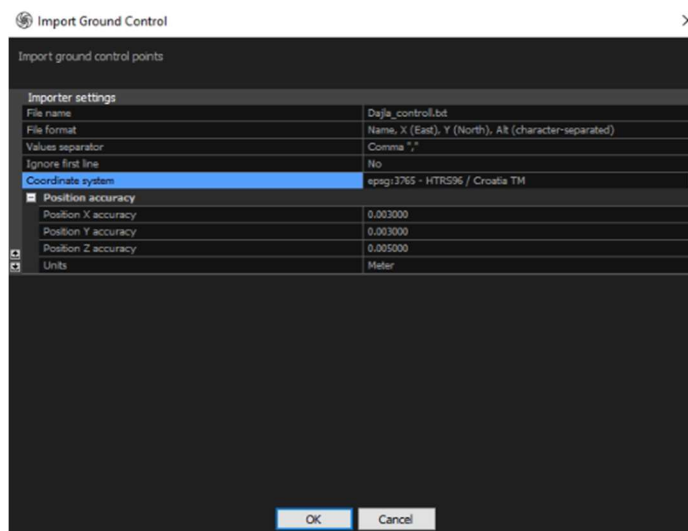 Import Ground Control
Import ground control points
Importer settings
File name Dajla_controll.txt
File format Name, X (East), Y (North), Alt (character-separated)
Values separator Comma ","
Ignore first line No
Coordinate system epsg:3765 - HTRS96 / Croatia TM
Position accuracy
Position X accuracy 0.003000
Position Y accuracy 0.003000
Position Z accuracy 0.005000
Units Meter
OK Cancel